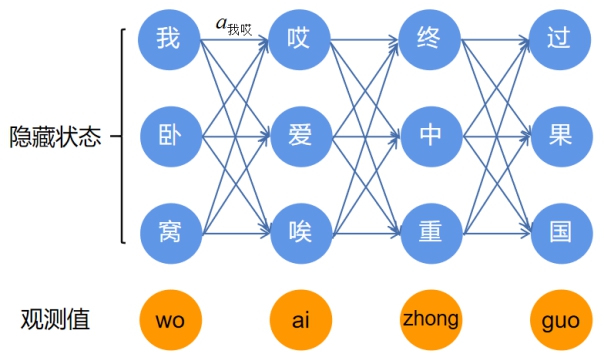 a我哎
我 哎 终 过
隐藏状态 卧 爱 中 果
窝 唉 重 国
观测值 wo ai zhong guo